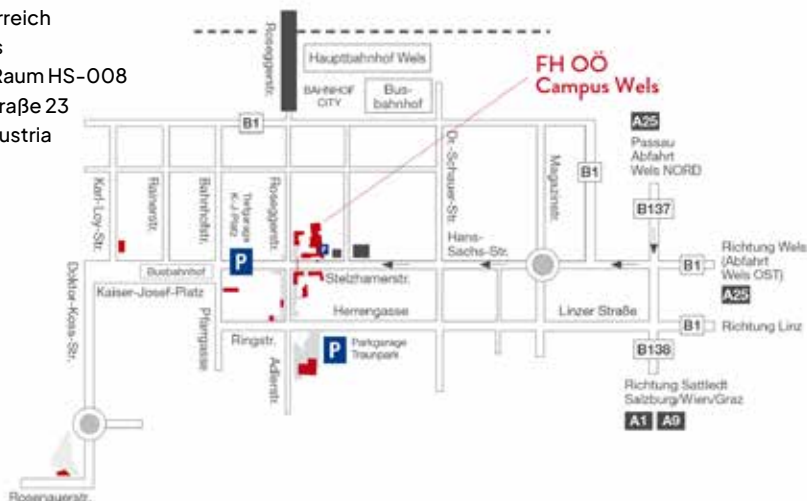 rreich
s
Raum HS-008
traße 23
ustria
Roseggerstr.
Hauptbahnhof Wels
BAHNHOF
CITY
Bus-
bahnhof
FH OÖ
Campus Wels
B1
A25
Passau
Abfahrt
Wels NORD
B1
B137
Karl-Loy-Str.
Rainerstr.
Bahnhofstr.
Tiefgarage
K-J-Platz
Roseggerstr.
Dr.-Schauer-Str.
Magazinstr.
Hans-
Sachs-Str.
P
P
Busbahnhof
Stelzhamerstr.
B1
Richtung Wels
(Abfahrt
Wels OST)
A25
Doktor-Koss-Str.
Kaiser-Josef-Platz
Pfarrgasse
Herrengasse
Linzer Straße
B1
Richtung Linz
Ringstr.
Adlerstr.
P
Parkgarage
Traunpark
B138
Richtung Sattledt
Salzburg/Wien/Graz
A1
A9
Rosenauerstr.